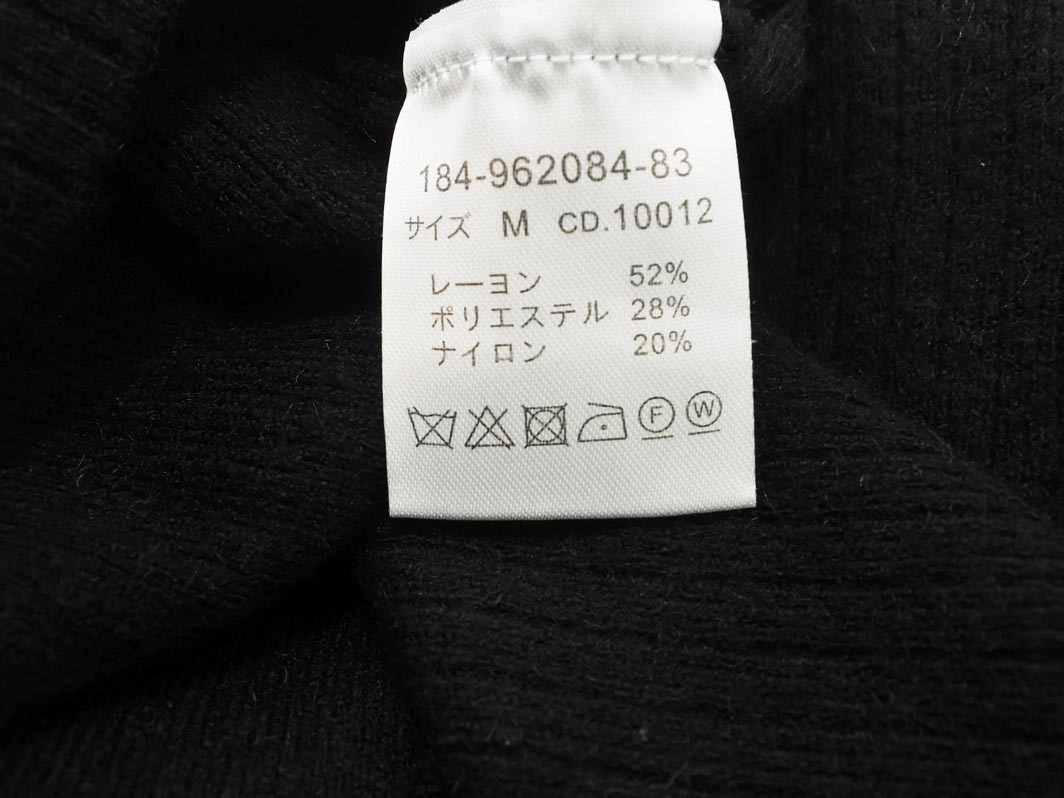 184-962084-83
サイズ M CD.10012
レーヨン 52%
ポリエステル 28%
ナイロン 20%
F W